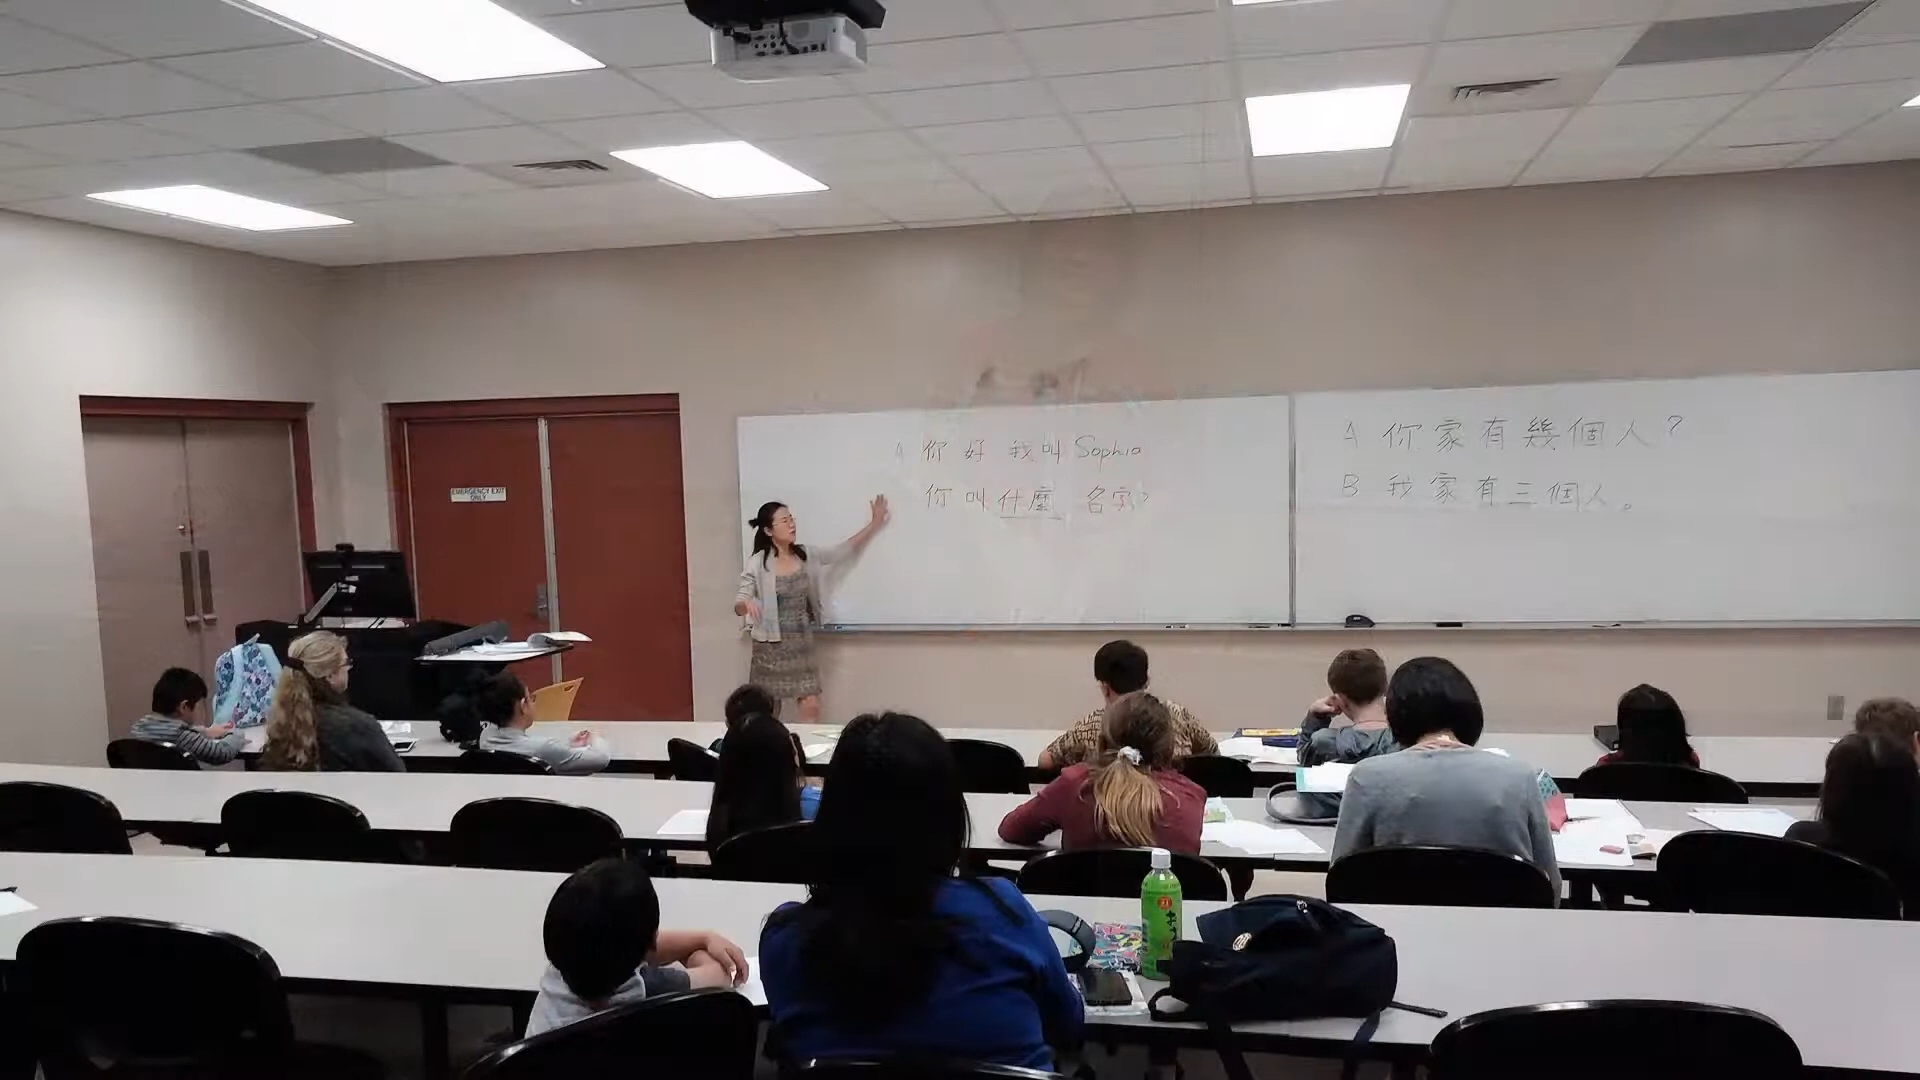 EMERGENCY EXIT
ONLY
A 你好 我叫 Sophia
你叫什麼 名字?
A 你家有幾個人?
B 我家有三個人。